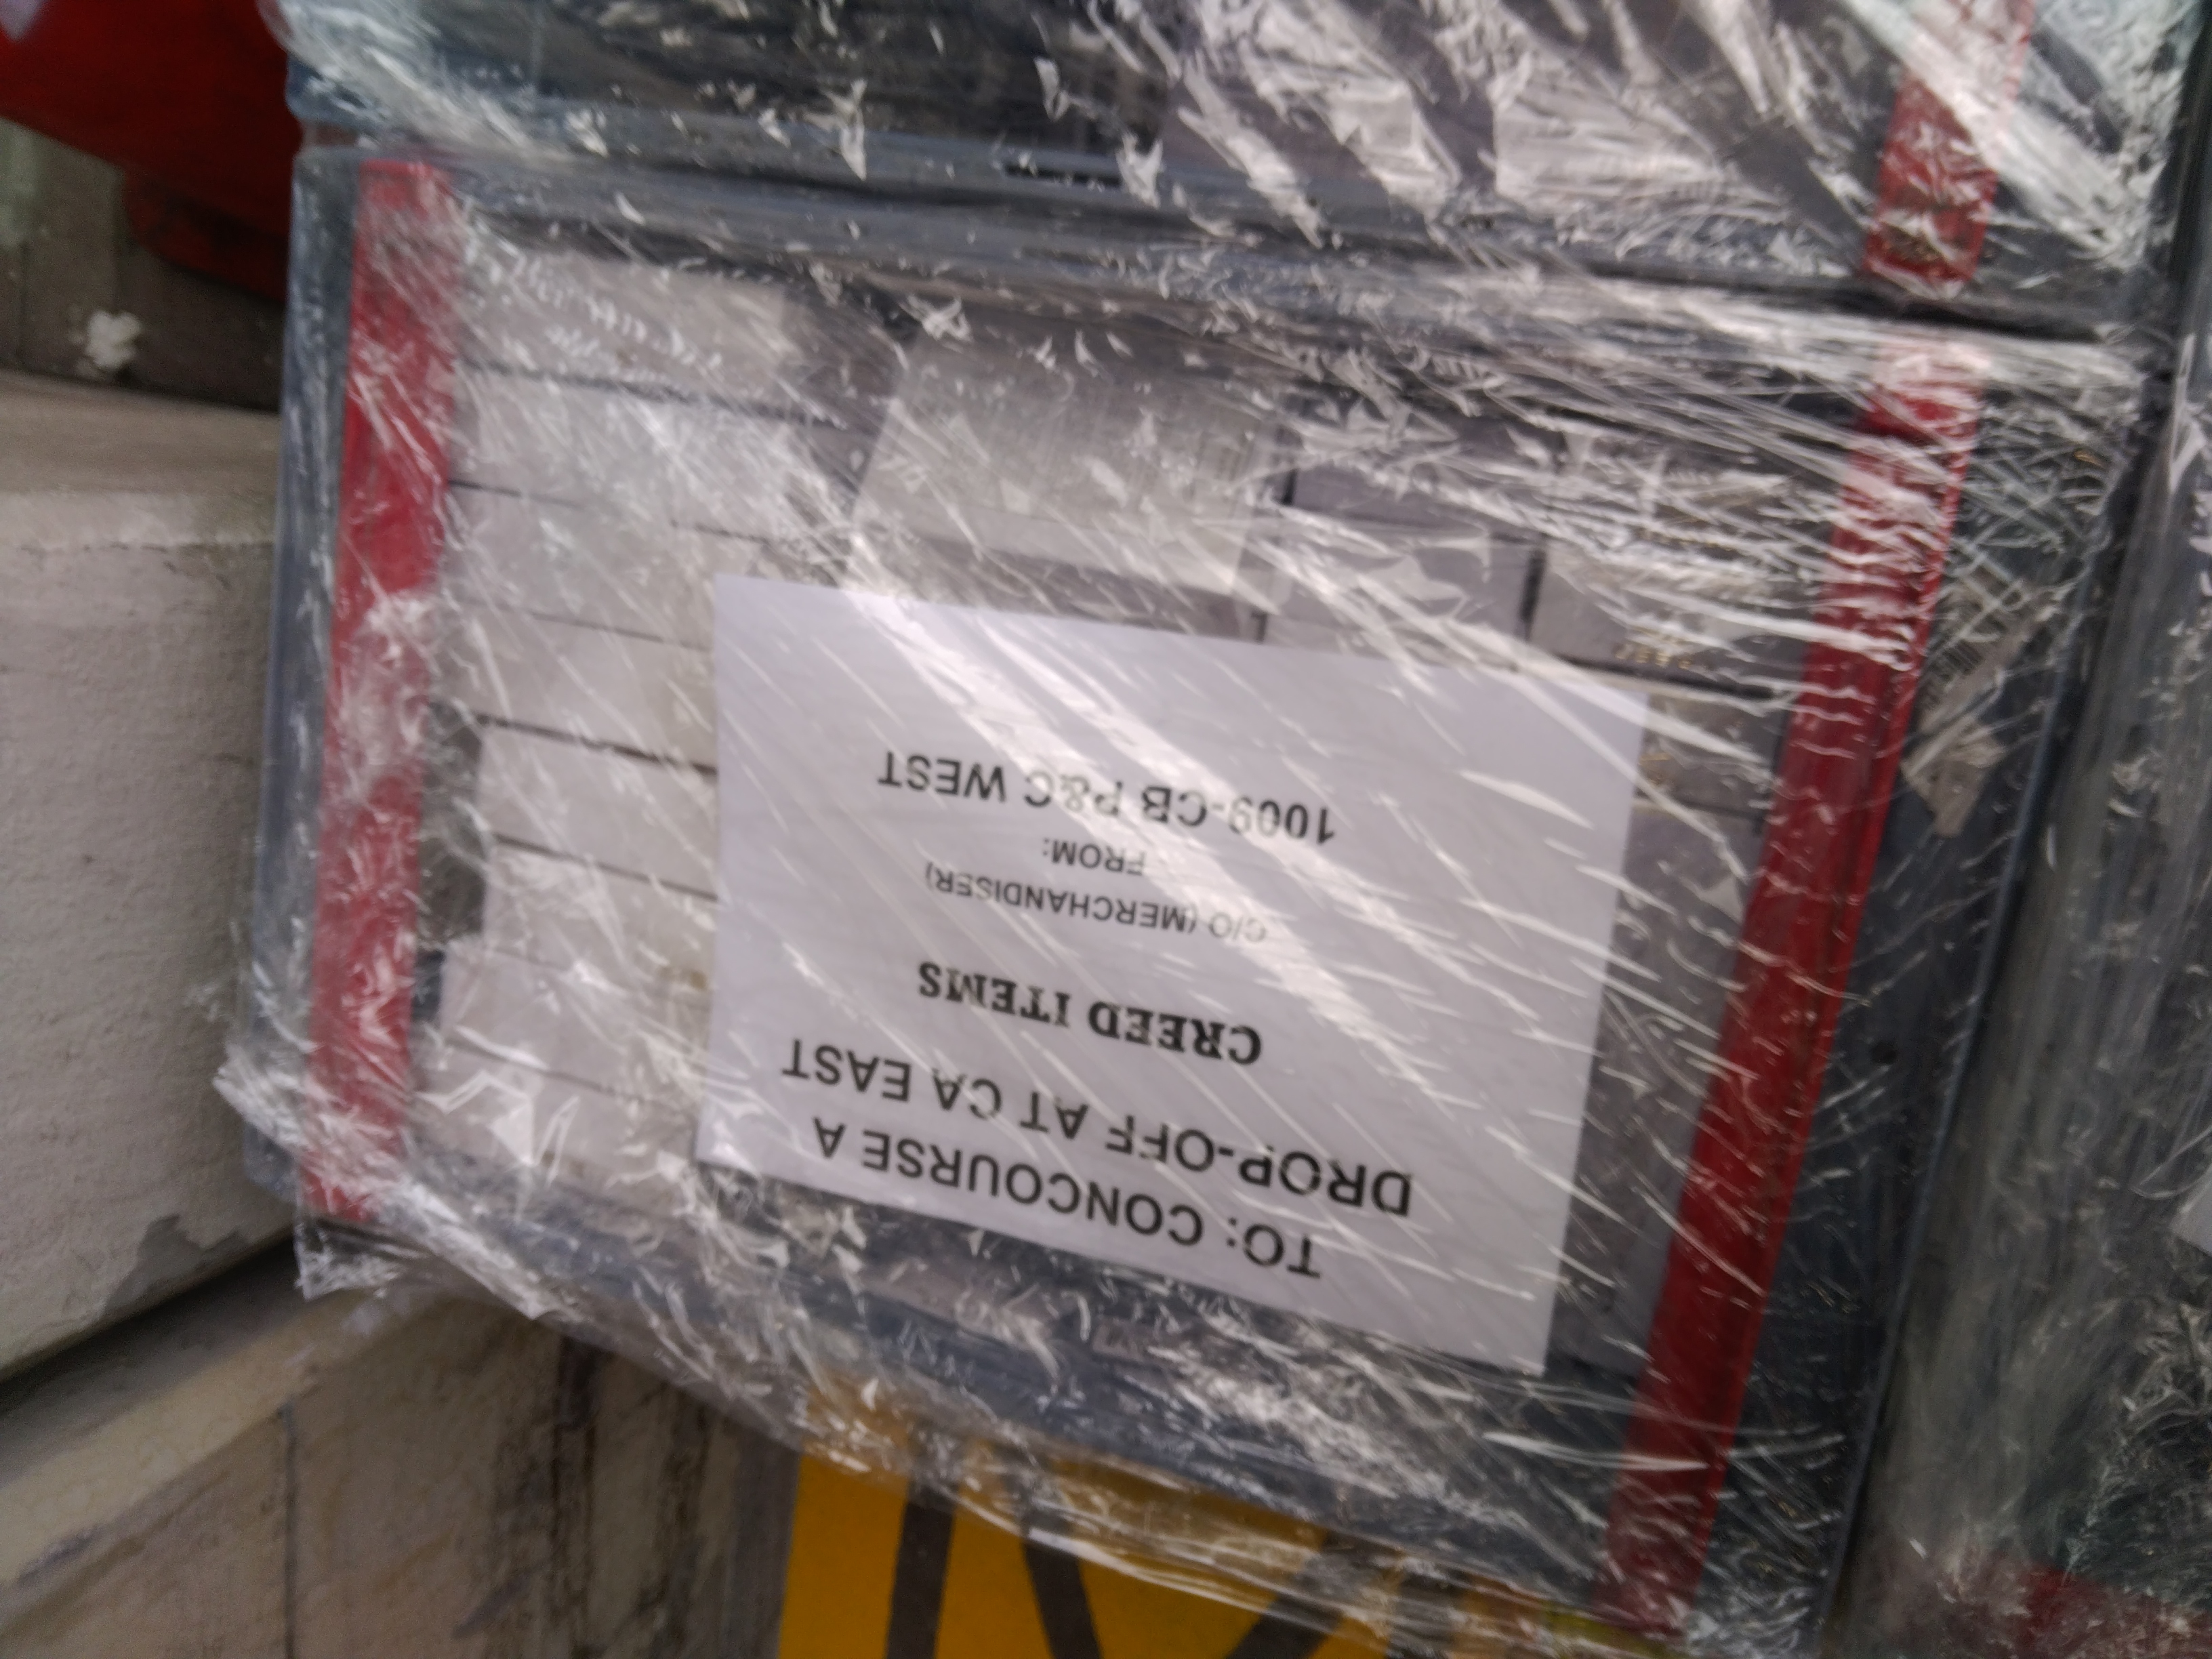 TO: CONCOURSE A
DROP-OFF AT CA EAST
CREED ITEMS
C/O (MERCHANDISER)
FROM:
1009-CB P&C WEST